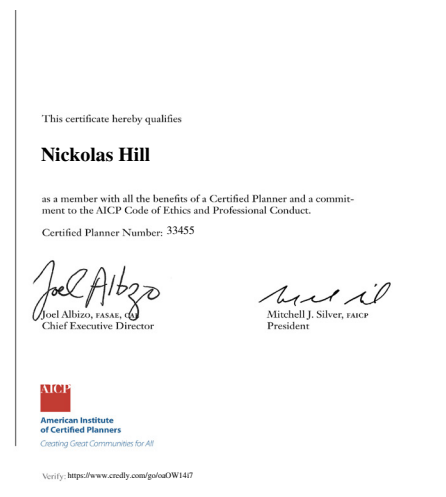 This certificate hereby qualifies
Nickolas Hill
as a member with all the benefits of a Certified Planner and a commit-
ment to the AICP Code of Ethics and Professional Conduct.
Certified Planner Number: 33455
Joel Albizo
Joel Albizo, FASAE, CAE
Chief Executive Director
Mitchell J. Silver, FAICP
President
AICP
American Institute
of Certified Planners
Creating Great Communities for All
Verify: https://www.credly.com/go/oaOW14i7